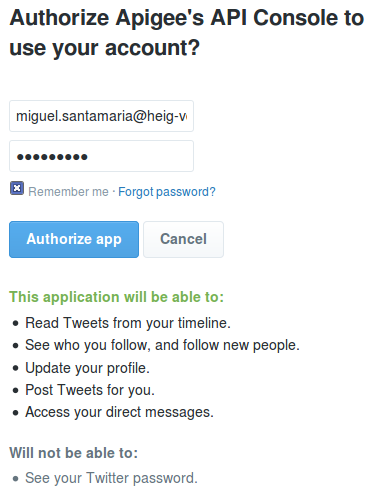 Authorize Apigee's API Console to
use your account?
miguel.santamaria@heig-v
•••••••••
Remember me · Forgot password?
Authorize app Cancel
This application will be able to:
• Read Tweets from your timeline.
• See who you follow, and follow new people.
• Update your profile.
• Post Tweets for you.
• Access your direct messages.
Will not be able to:
• See your Twitter password.